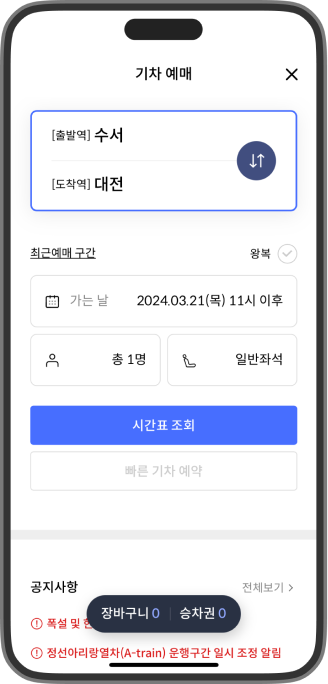 기차 예매
[출발역] 수서
[도착역] 대전
최근예매 구간 왕복
가는 날 2024.03.21(목) 11시 이후
총 1명 일반좌석
시간표 조회
빠른 기차 예약
공지사항 전체보기
장바구니 0 승차권 0
폭설 및
정선아리랑열차(A-train) 운행구간 일시 조정 알림